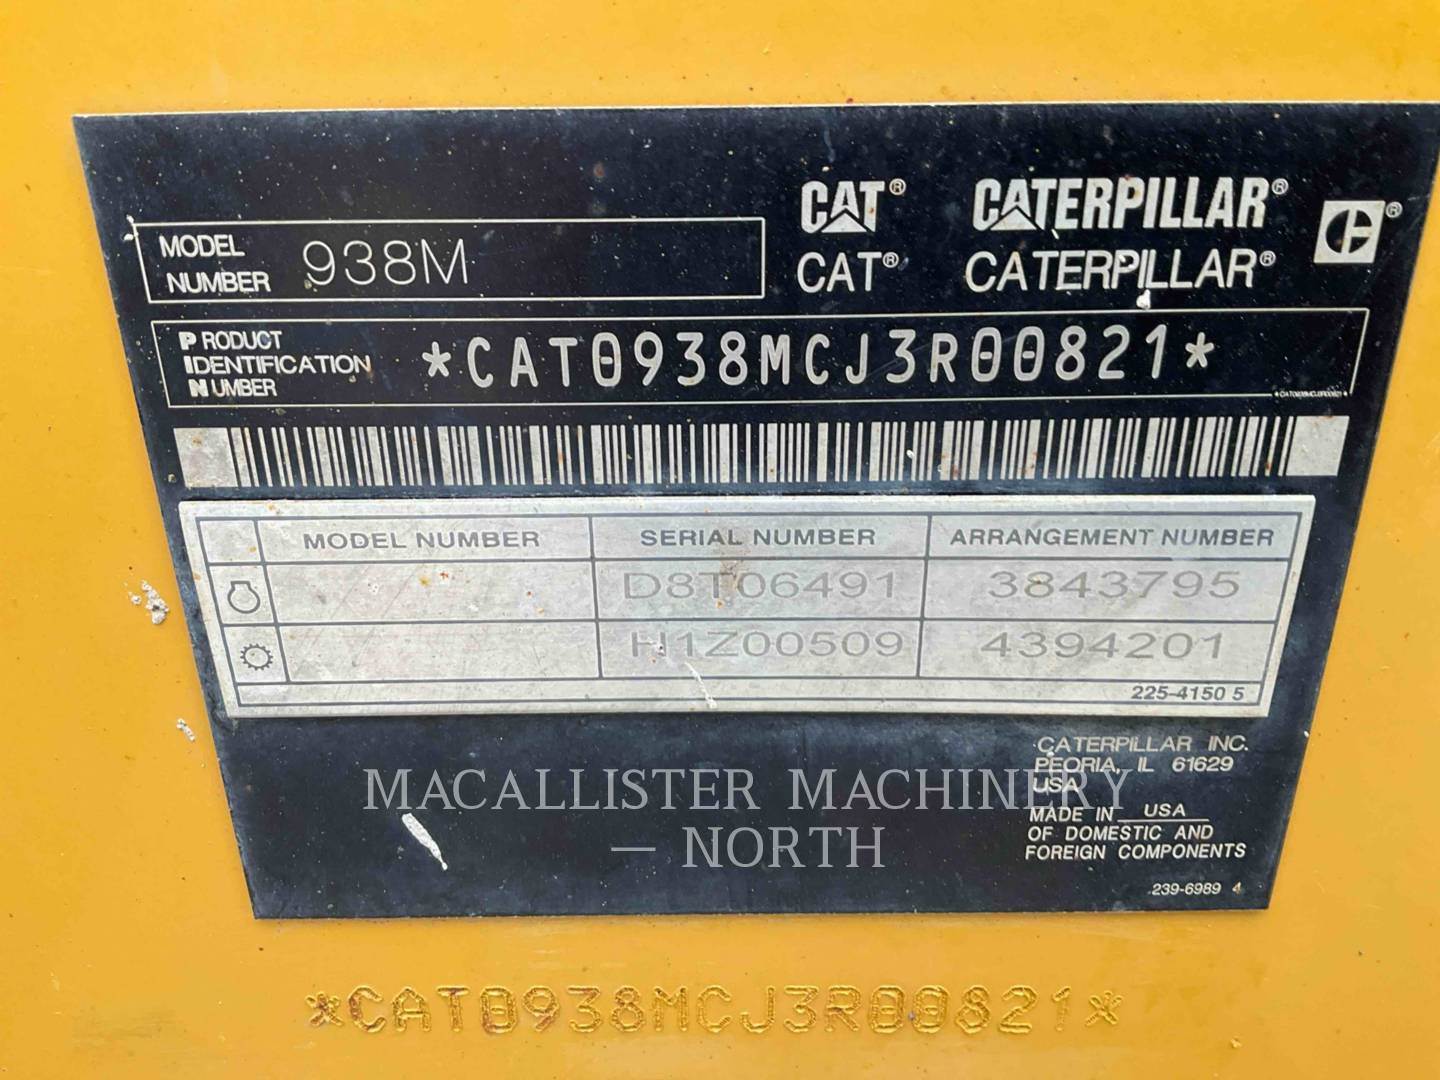 CAT® CATERPILLAR®
CAT® CATERPILLAR®
MODEL NUMBER 938M
PRODUCT IDENTIFICATION NUMBER *CAT0938MCJ3R00821*
*CAT0938MCJ3R00821*
MODEL NUMBER SERIAL NUMBER ARRANGEMENT NUMBER
D8T06491 3843795
H1Z00509 4394201
225-4150 5
CATERPILLAR INC.
PEORIA, IL 61629
USA
MADE IN USA
OF DOMESTIC AND
FOREIGN COMPONENTS
239-6989 4
MACALLISTER MACHINERY
— NORTH
*CAT0938MCJ3R00821*